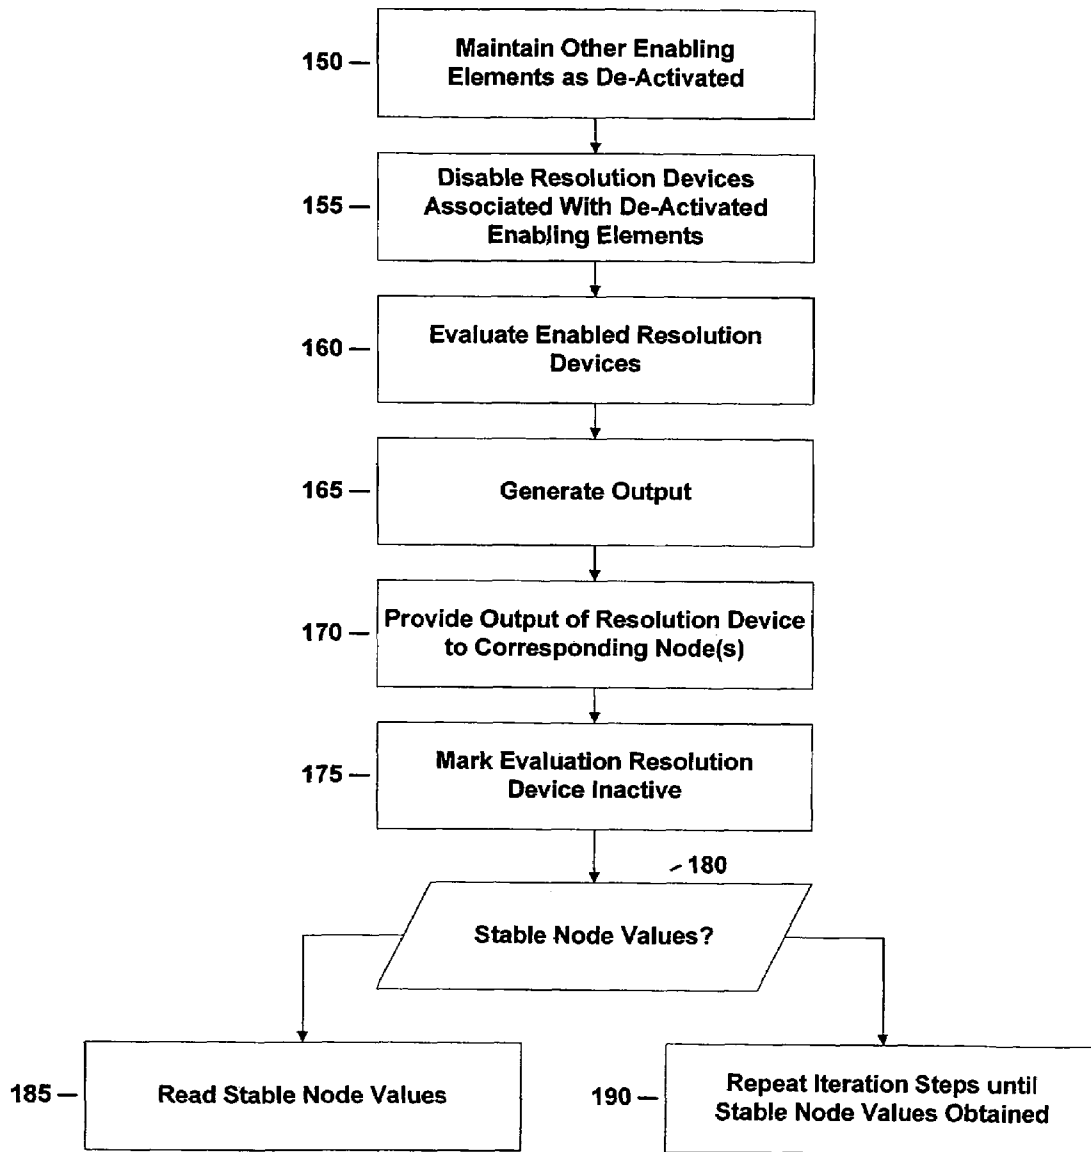 150 —
Maintain Other Enabling
Elements as De-Activated
155 —
Disable Resolution Devices
Associated With De-Activated
Enabling Elements
160 —
Evaluate Enabled Resolution
Devices
165 —
Generate Output
170 —
Provide Output of Resolution Device
to Corresponding Node(s)
175 —
Mark Evaluation Resolution
Device Inactive
180
Stable Node Values?
185 —
Read Stable Node Values
190 —
Repeat Iteration Steps until
Stable Node Values Obtained